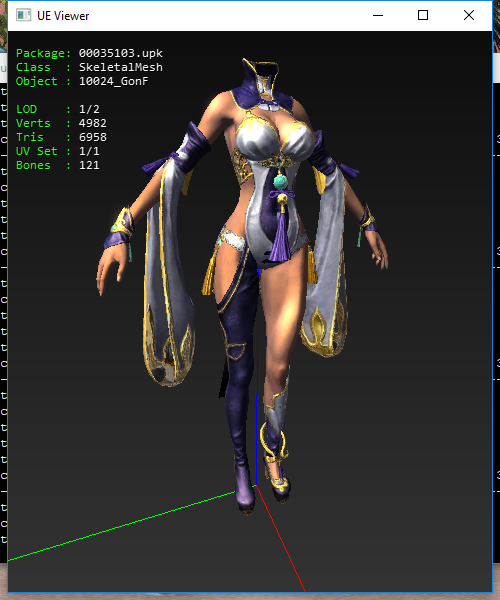 UE Viewer
Package: 00035103.upk
Class : SkeletalMesh
Object : 10024_GonF
LOD : 1/2
Verts : 4982
Tris : 6958
UV Set : 1/1
Bones : 121